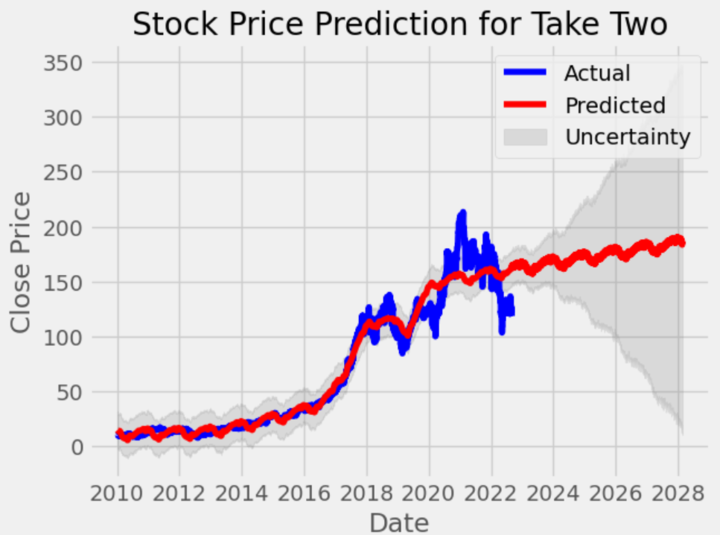 Stock Price Prediction for Take Two
Actual
Predicted
Uncertainty
350
300
250
200
150
100
50
0
Close Price
2010 2012 2014 2016 2018 2020 2022 2024 2026 2028
Date